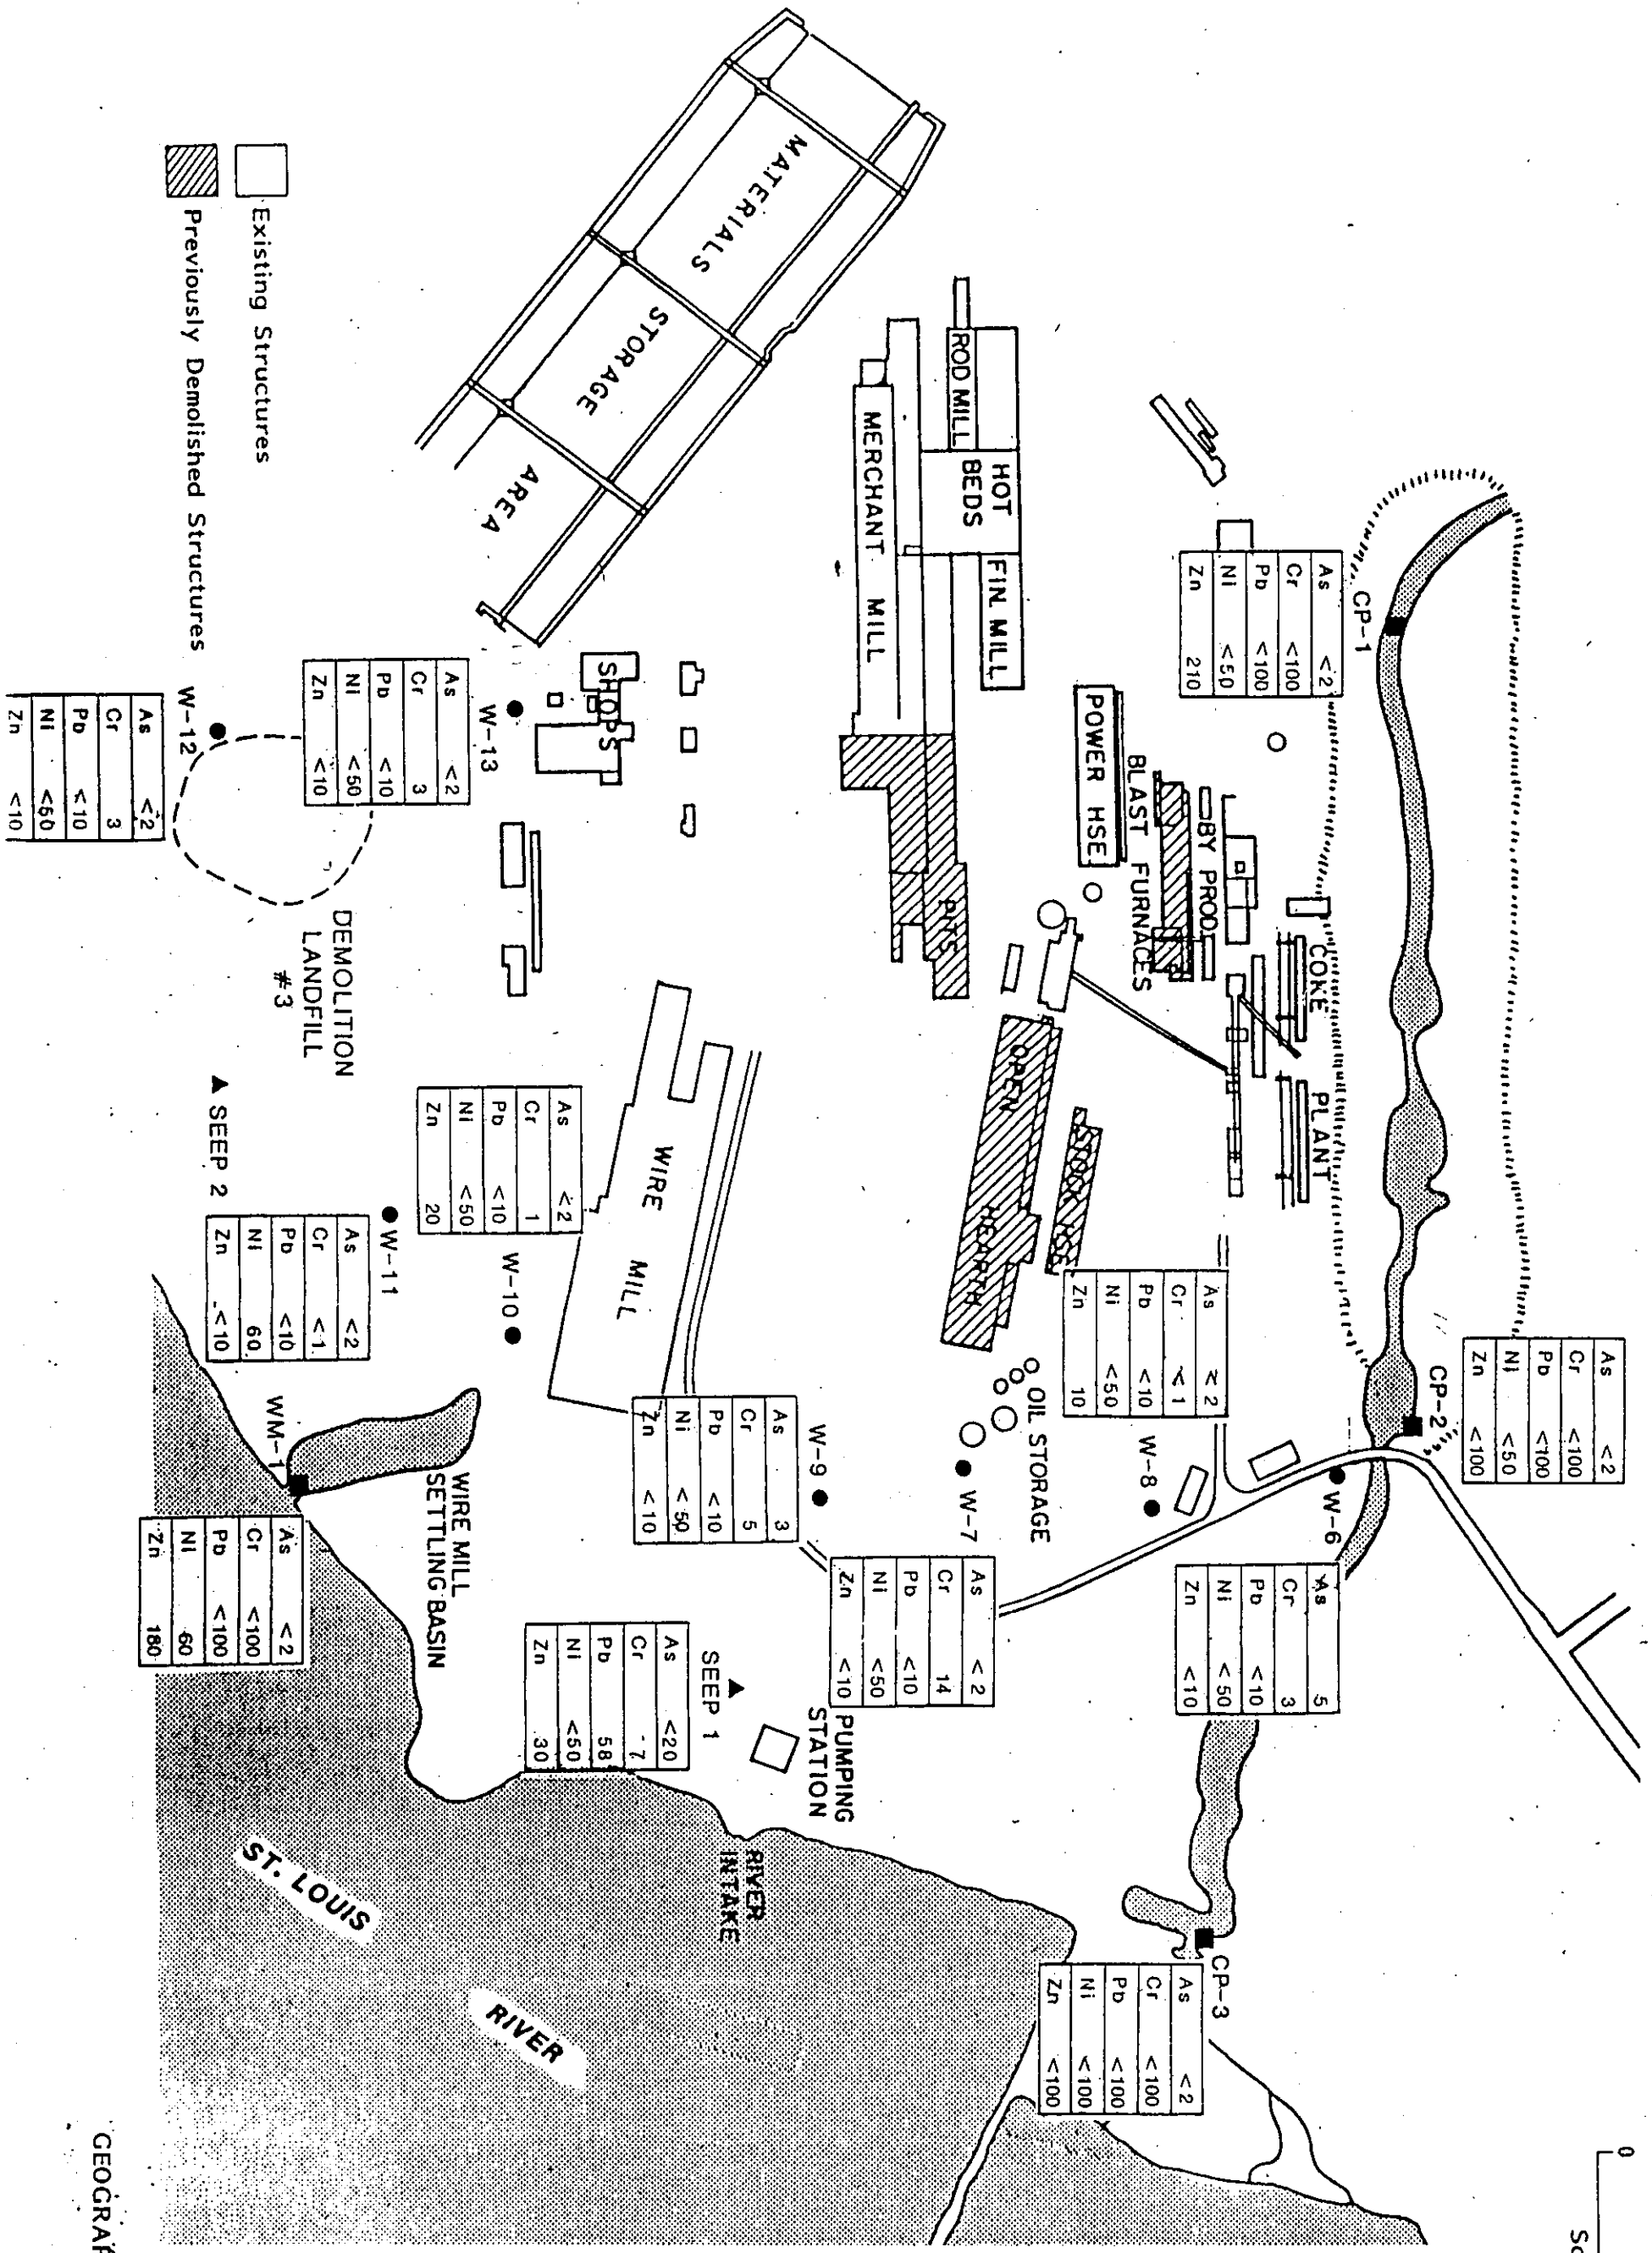 0
Sc
As <2
Cr <100
Pb <100
Ni <50
Zn <100
CP-2
CP-1
As <2
Cr <100
Pb <100
Ni <50
Zn 210
W-6
As 5
Cr 3
Pb <10
Ni <50
Zn <10
CP-3
As <2
Cr <100
Pb <100
Ni <100
Zn <100
COKE PLANT
BY PROD.
BLAST FURNACES
POWER HSE
As <2
Cr <1
Pb <10
Ni <50
Zn 10
W-8
STOCK HSE
OPEN HEARTH
OIL STORAGE
W-7
As <2
Cr 14
Pb <10
Ni <50
Zn <10
HOT
BEDS
FIN. MILL
ROD MILL
MERCHANT MILL
PITS
W-9
As 3
Cr 5
Pb <10
Ni <50
Zn <10
PUMPING
STATION
RIVER
INTAKE
SEEP 1
As <20
Cr 7
Pb 58
Ni <50
Zn 30
MATERIALS STORAGE AREA
SHOPS
WIRE MILL
W-13
As <2
Cr 3
Pb <10
Ni <50
Zn <10
As <2
Cr 1
Pb <10
Ni <50
Zn 20
W-10
W-11
As <2
Cr <1
Pb <10
Ni 60
Zn <10
WIRE MILL
SETTLING BASIN
WM-1
As <2
Cr <100
Pb <100
Ni 60
Zn 180
DEMOLITION
LANDFILL
#3
SEEP 2
W-12
As <2
Cr 3
Pb <10
Ni <50
Zn <10
ST. LOUIS
RIVER
Existing Structures
Previously Demolished Structures
GEOGRAP